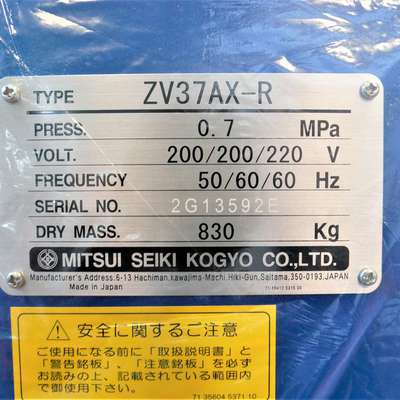 TYPE ZV37AX-R
PRESS. 0.7 MPa
VOLT. 200/200/220 V
FREQUENCY 50/60/60 Hz
SERIAL NO. 2G13592E
DRY MASS. 830 Kg
MITSUI SEIKI KOGYO CO.,LTD.
Manufacturer's Address:6-13 Hachiman,kawajima-Machi,Hiki-Gun,Saitama,350-0193,JAPAN
Made in Japan
安全に関するご注意
ご使用になる前に「取扱説明書」と
「警告銘板」、「注意銘板」を必ず
お読みの上、記載されている範囲内
で御使用下さい。
71 35604 5371 10